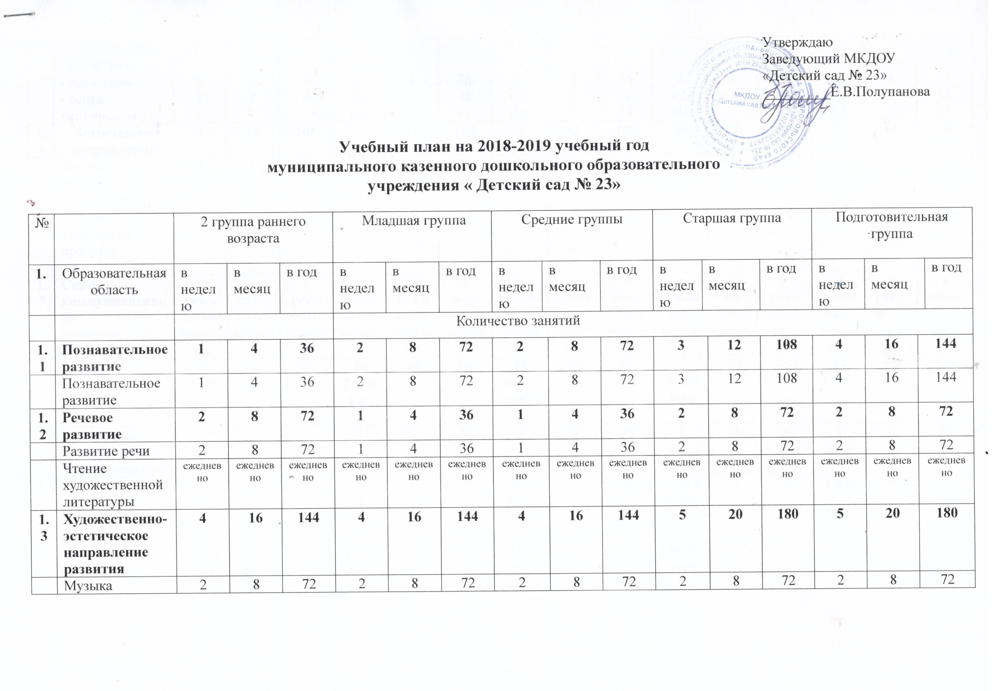 Утверждаю
Заведующий МКДОУ
«Детский сад № 23»
Е.В.Полупанова
МКДОУ
«Детский сад №23»
Учебный план на 2018-2019 учебный год
муниципального казенного дошкольного образовательного
учреждения « Детский сад № 23»
№ 2 группа раннего возраста Младшая группа Средние группы Старшая группа Подготовительная группа
1. Образовательная область в неделю в месяц в год в неделю в месяц в год в неделю в месяц в год в неделю в месяц в год в неделю в месяц в год
Количество занятий
1.1 Познавательное развитие 1 4 36 2 8 72 2 8 72 3 12 108 4 16 144
Познавательное развитие 1 4 36 2 8 72 2 8 72 3 12 108 4 16 144
1.2 Речевое развитие 2 8 72 1 4 36 1 4 36 2 8 72 2 8 72
Развитие речи 2 8 72 1 4 36 1 4 36 2 8 72 2 8 72
Чтение художественной литературы ежедневно ежедневно ежедневно ежедневно ежедневно ежедневно ежедневно ежедневно ежедневно ежедневно ежедневно ежедневно ежедневно ежедневно ежедневно
1.3 Художественно-эстетическое направление развития 4 16 144 4 16 144 4 16 144 5 20 180 5 20 180
Музыка 2 8 72 2 8 72 2 8 72 2 8 72 2 8 72